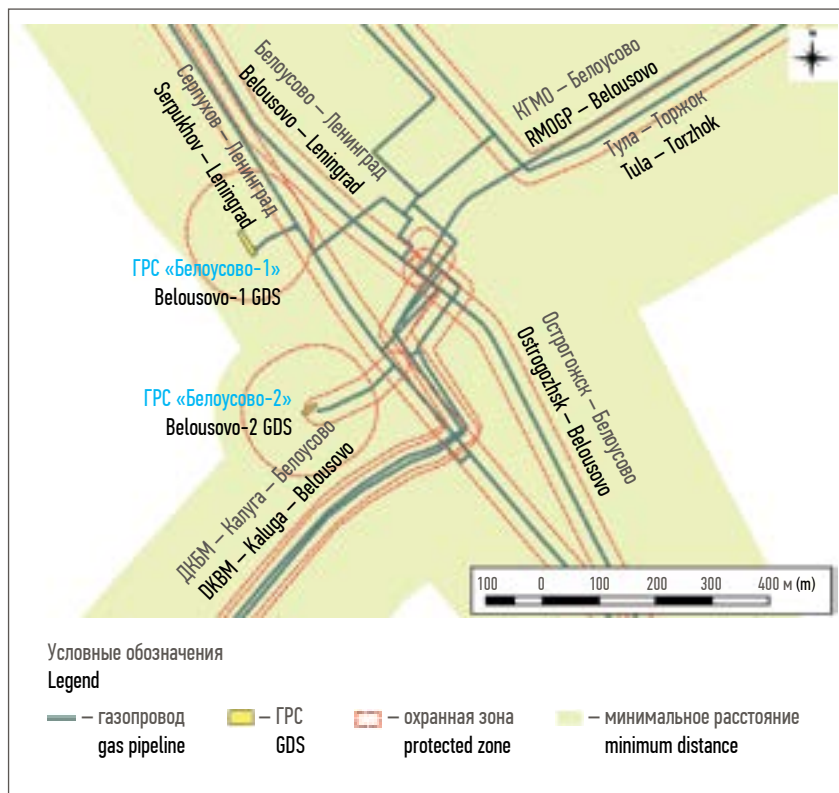 Серпухов – Ленинград
Serpukhov – Leningrad
Белоусово – Ленинград
Belousovo – Leningrad
КГМО – Белоусово
RMOGP – Belousovo
Тула – Торжок
Tula – Torzhok
ГРС «Белоусово-1»
Belousovo-1 GDS
ГРС «Белоусово-2»
Belousovo-2 GDS
Острогожск – Белоусово
Ostrogozhsk – Belousovo
ДКБМ – Калуга – Белоусово
DKBM – Kaluga – Belousovo
100 0 100 200 300 400 м (m)
Условные обозначения
Legend
– газопровод
gas pipeline
– ГРС
GDS
– охранная зона
protected zone
– минимальное расстояние
minimum distance